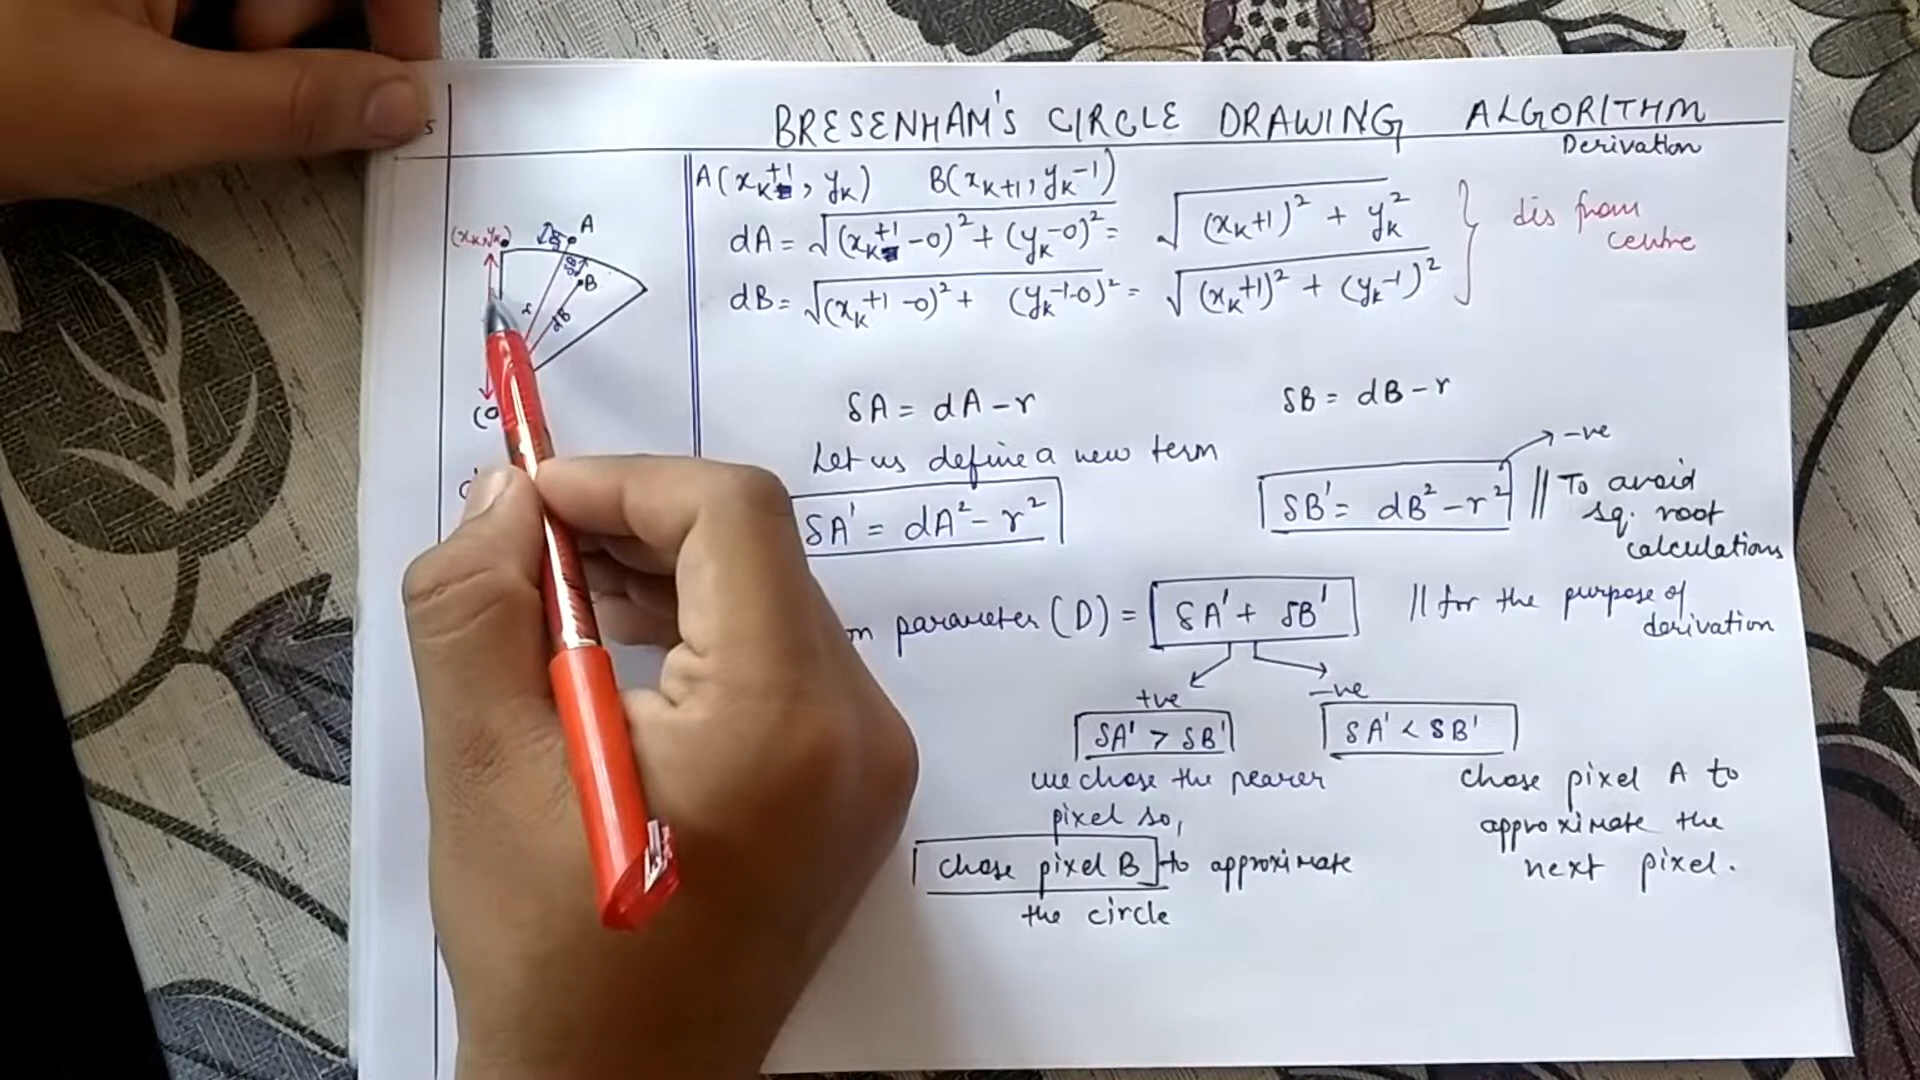 BRESENHAM'S CIRCLE DRAWING ALGORITHM
Derivation
A(xₖ+1, yₖ) B(xₖ+1, yₖ-1)
dA = √(xₖ+1 -0)² + (yₖ-0)² = √(xₖ+1)² + yₖ²
dB = √(xₖ+1 -0)² + (yₖ-1-0)² = √(xₖ+1)² + (yₖ-1)²
dis from
centre
(xₖ,yₖ)
A
B
r
dB
δA = dA-r δB = dB-r
Let us define a new term
-ve
δA' = dA² - r² δB' = dB² - r² // To avoid
sq. root
calculations
parameter (D) = δA' + δB' // for the purpose of
derivation
+ve -ve
δA' > δB' δA' < δB'
we chose the nearer
pixel so,
chose pixel B to approximate
the circle
chose pixel A to
approximate the
next pixel.